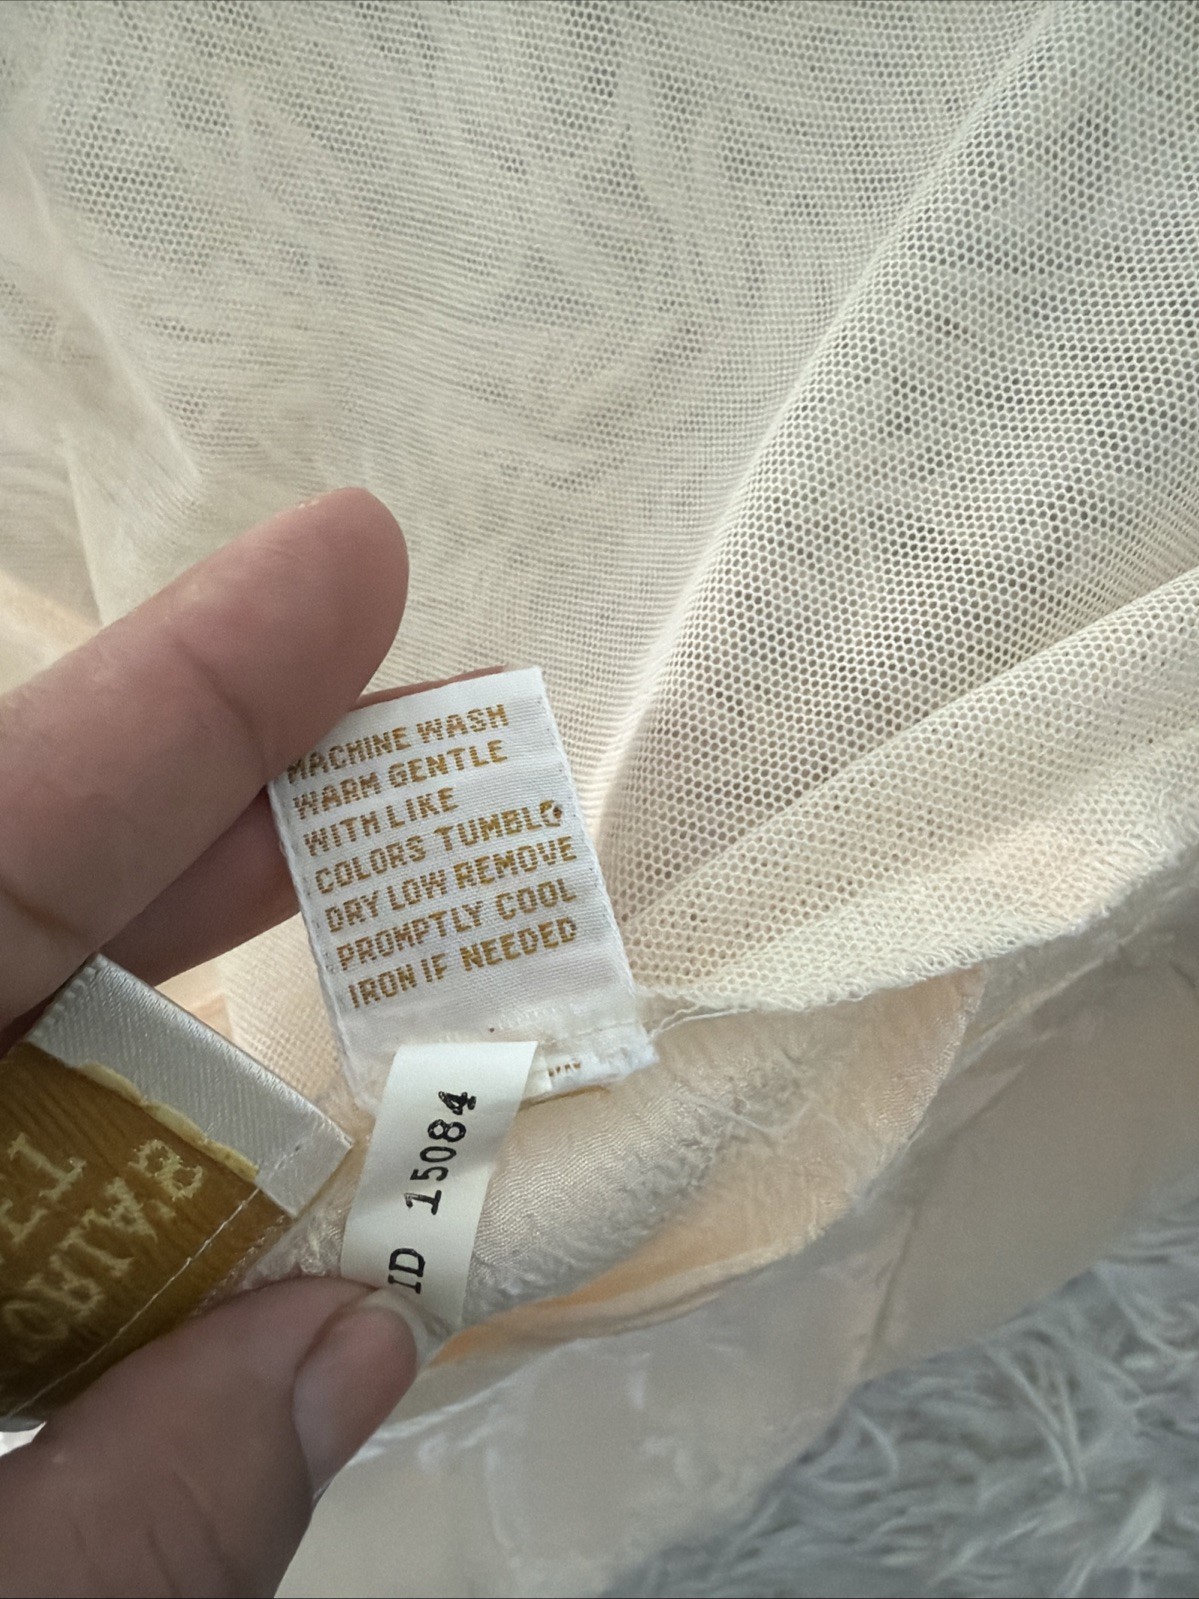 MACHINE WASH
WARM GENTLE
WITH LIKE
COLORS TUMBLE
DRY LOW REMOVE
PROMPTLY COOL
IRON IF NEEDED
ID 15084